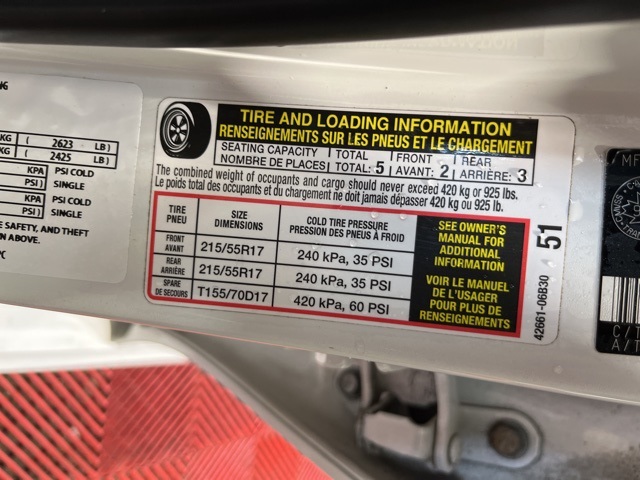 TIRE AND LOADING INFORMATION
RENSEIGNEMENTS SUR LES PNEUS ET LE CHARGEMENT
SEATING CAPACITY TOTAL FRONT REAR
NOMBRE DE PLACES: TOTAL: 5 AVANT: 2 ARRIÈRE: 3
The combined weight of occupants and cargo should never exceed 420 kg or 925 lbs.
Le poids total des occupants et du chargement ne doit jamais dépasser 420 kg ou 925 lb.
TIRE SIZE COLD TIRE PRESSURE
PNEU DIMENSIONS PRESSION DES PNEUS À FROID
FRONT
AVANT 215/55R17 240 kPa, 35 PSI
REAR
ARRIÈRE 215/55R17 240 kPa, 35 PSI
SPARE
DE SECOURS T155/70D17 420 kPa, 60 PSI
SEE OWNER'S
MANUAL FOR
ADDITIONAL
INFORMATION
VOIR LE MANUEL
DE L'USAGER
POUR PLUS DE
RENSEIGNEMENTS
51
42661-06B30
KG ( 2623 LB)
KG ( 2425 LB)
KPA ( PSI COLD
PSI) SINGLE
KPA ( PSI COLD
PSI) SINGLE
E SAFETY, AND THEFT
OVE.
C/
A/T